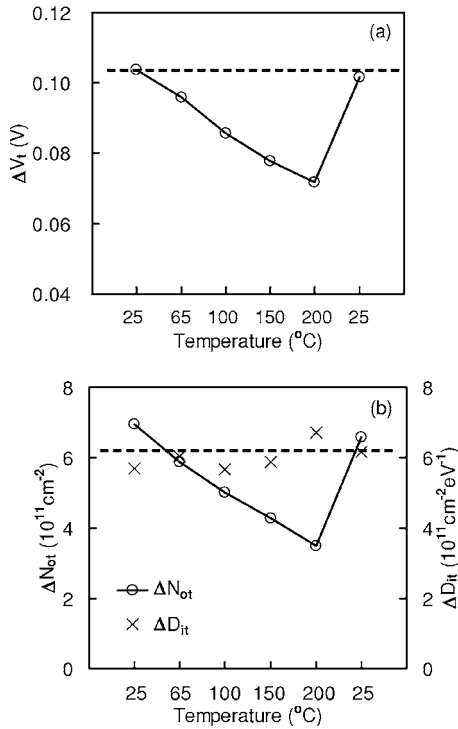 (a)
0.12
0.10
0.08
0.06
0.04
ΔVt (V)
25 65 100 150 200 25
Temperature (°C)
(b)
8 8
6 6
4 4
2 2
0 0
ΔNot (10¹¹cm⁻²)
ΔDit (10¹¹cm⁻²eV⁻¹)
ΔNot
ΔDit
25 65 100 150 200 25
Temperature (°C)